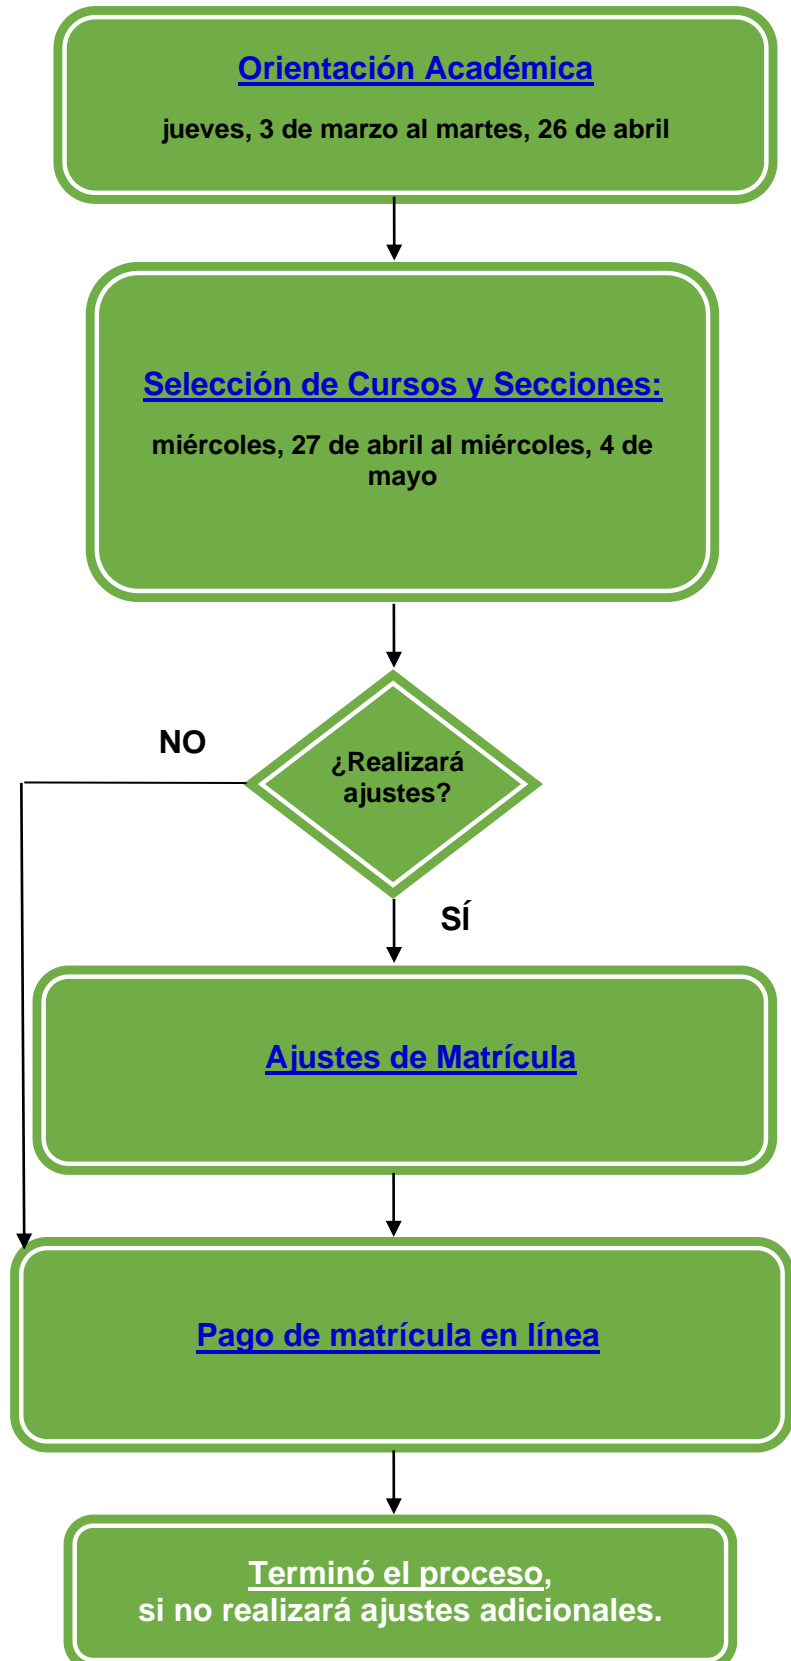 Orientación Académica
jueves, 3 de marzo al martes, 26 de abril
Selección de Cursos y Secciones:
miércoles, 27 de abril al miércoles, 4 de
mayo
NO
¿Realizará
ajustes?
SÍ
Ajustes de Matrícula
Pago de matrícula en línea
Terminó el proceso,
si no realizará ajustes adicionales.